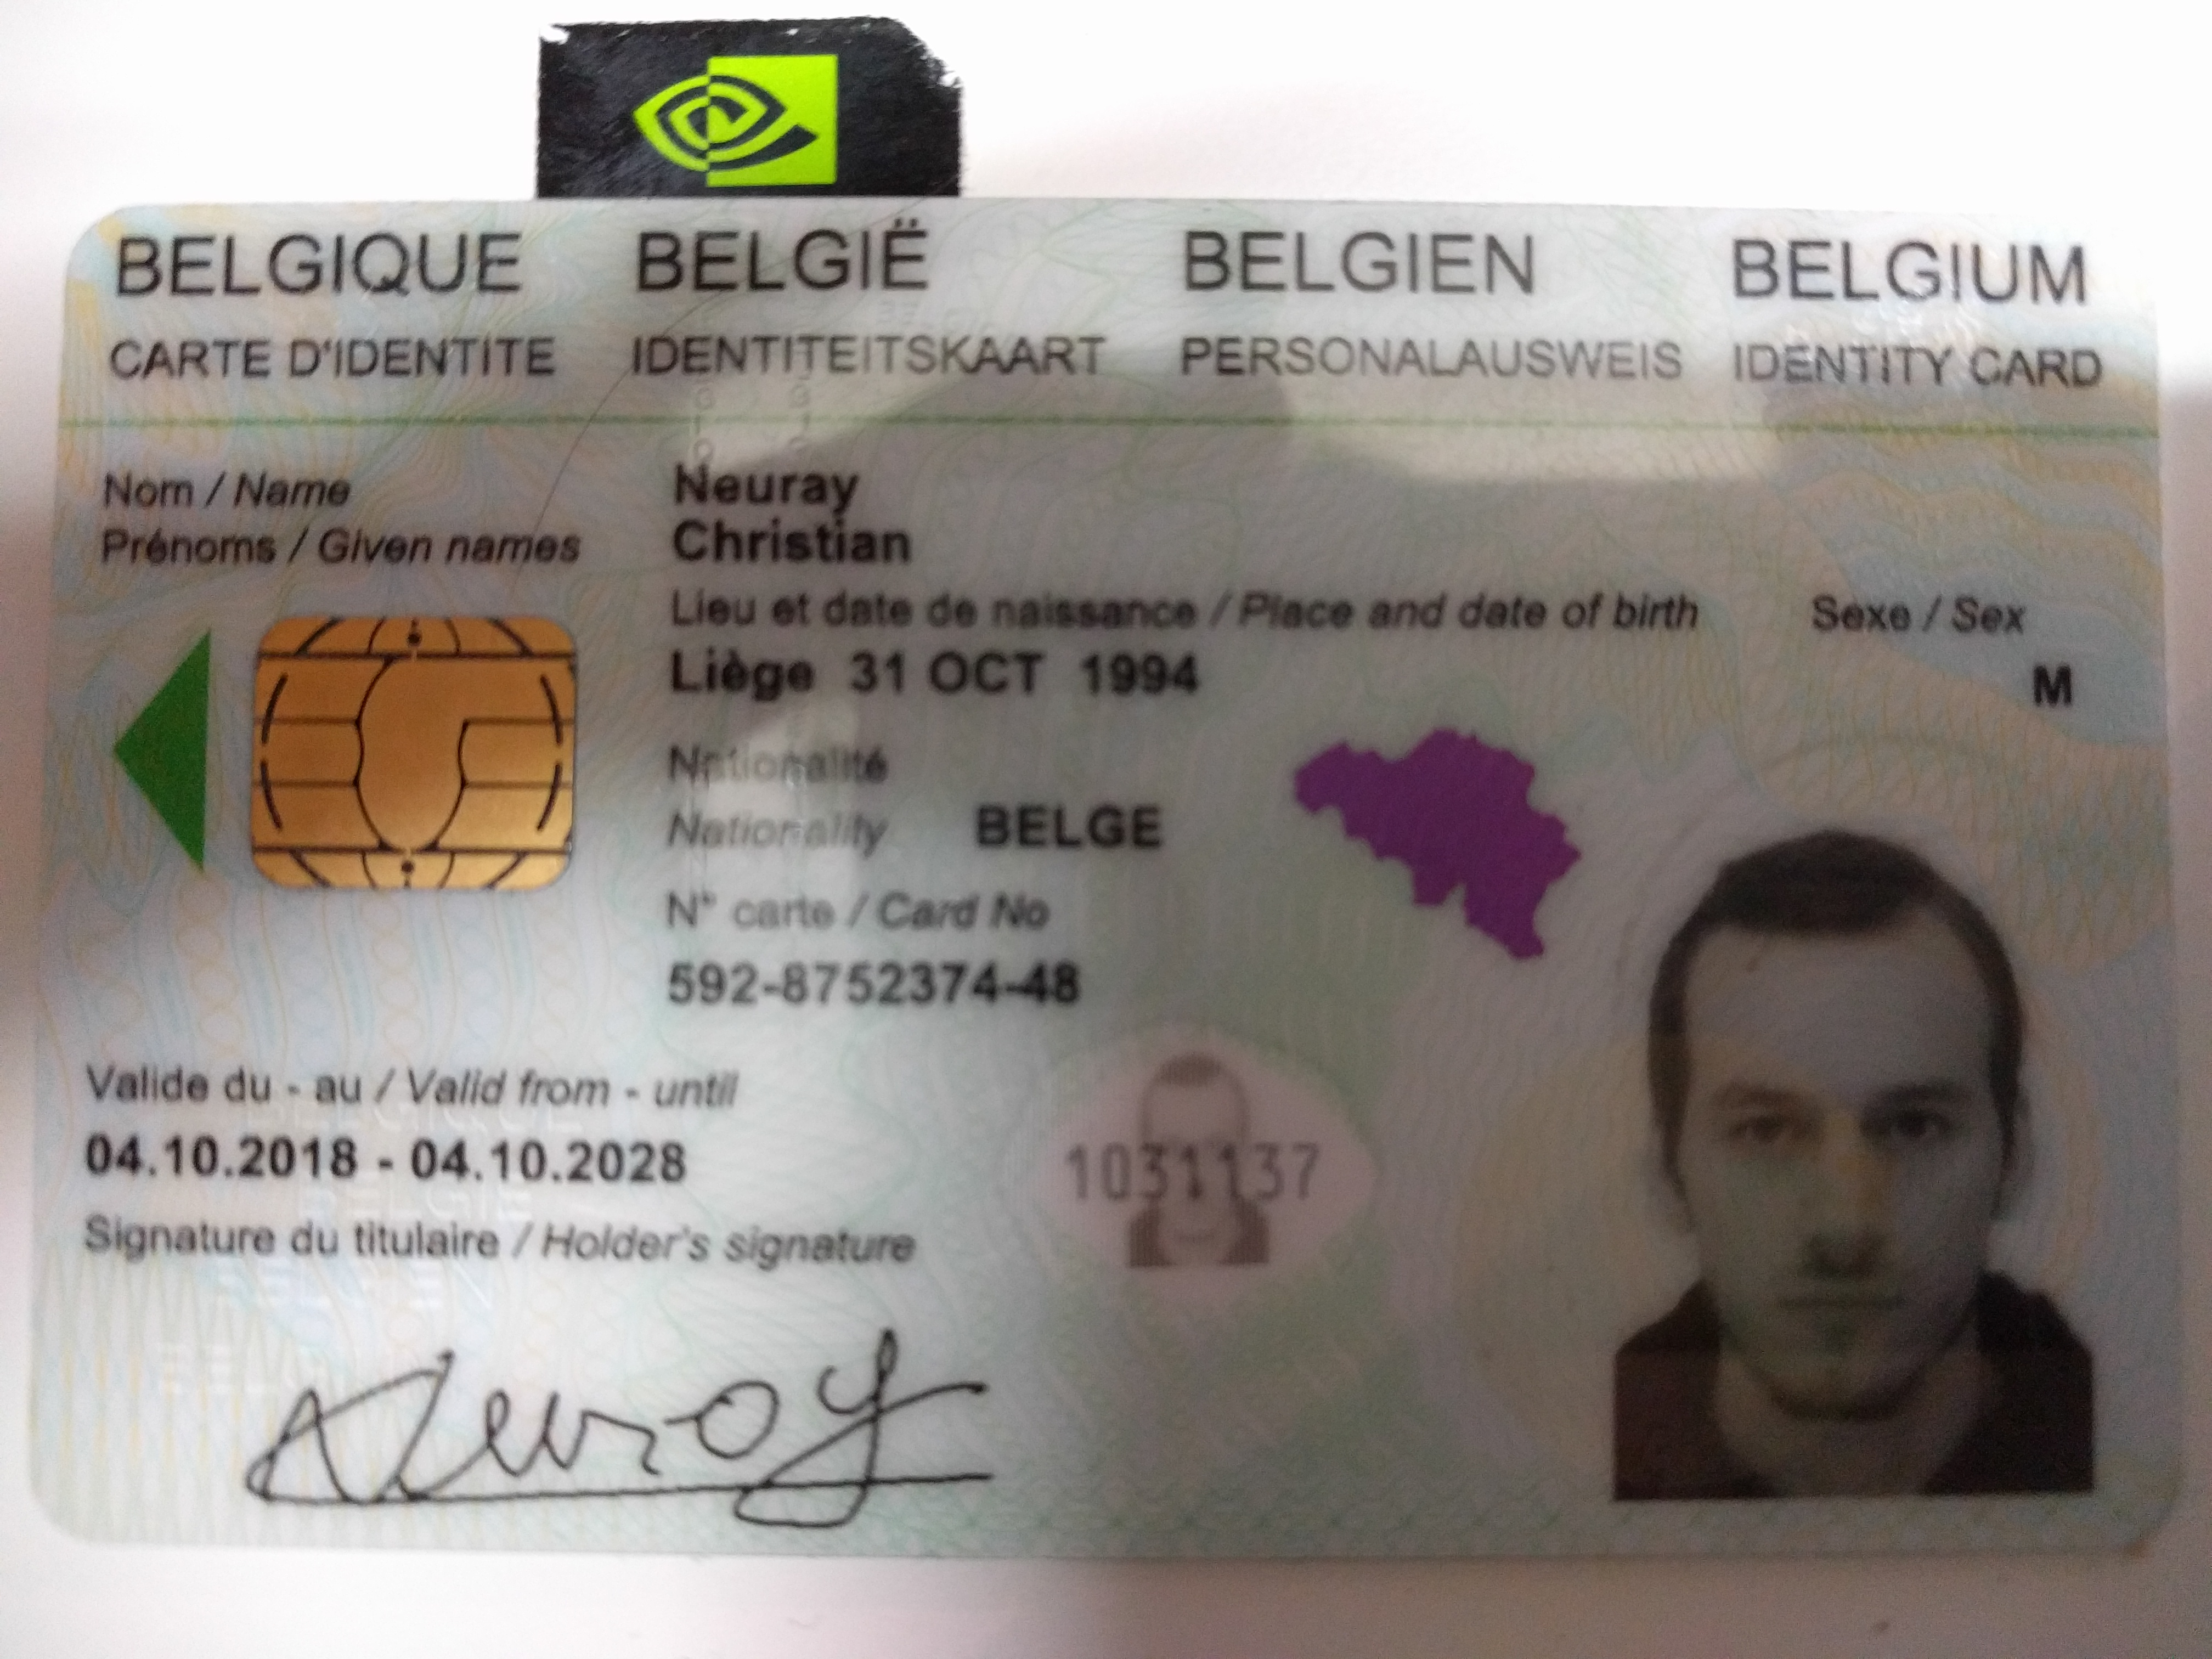 BELGIQUE BELGIË BELGIEN BELGIUM
CARTE D'IDENTITE IDENTITEITSKAART PERSONALAUSWEIS IDENTITY CARD
Nom / Name Neuray
Prénoms / Given names Christian
Lieu et date de naissance / Place and date of birth Sexe / Sex
Liège 31 OCT 1994 M
Nationalité
Nationality BELGE
N° carte / Card No
592-8752374-48
Valide du - au / Valid from - until
04.10.2018 - 04.10.2028
1031137
Signature du titulaire / Holder's signature
Neuray